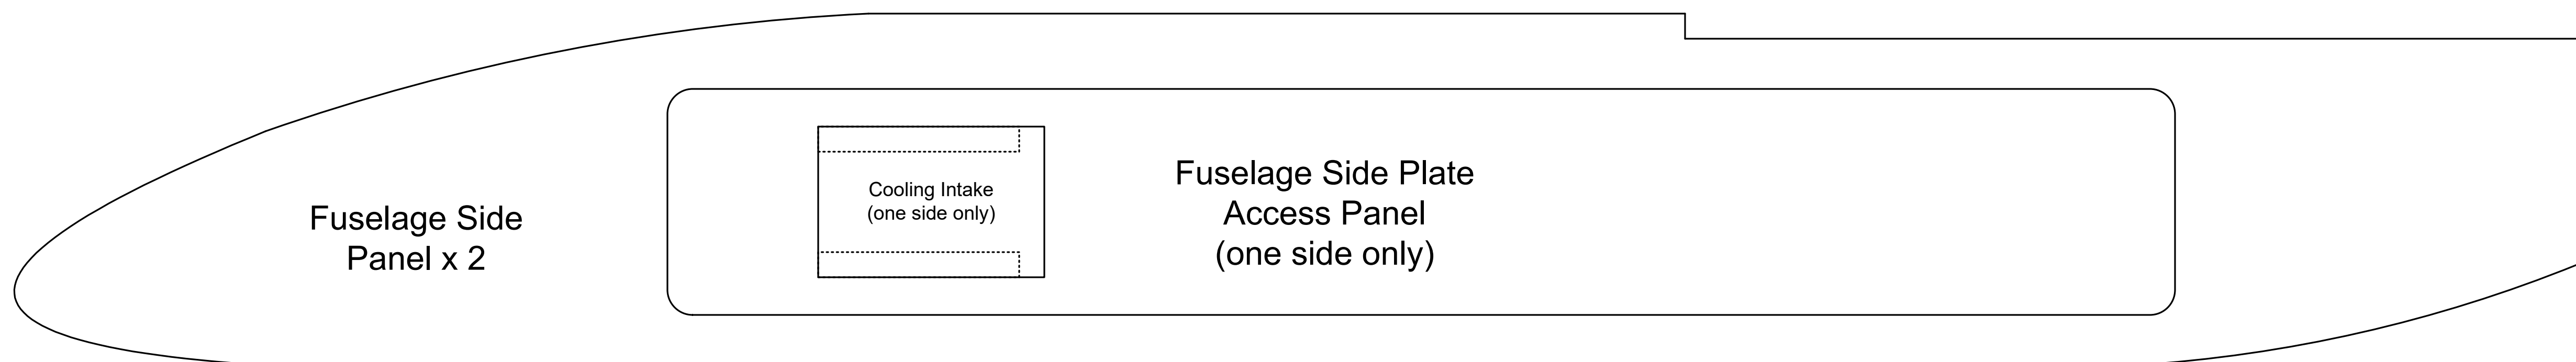 Fuselage Side
Panel x 2
Cooling Intake
(one side only)
Fuselage Side Plate
Access Panel
(one side only)